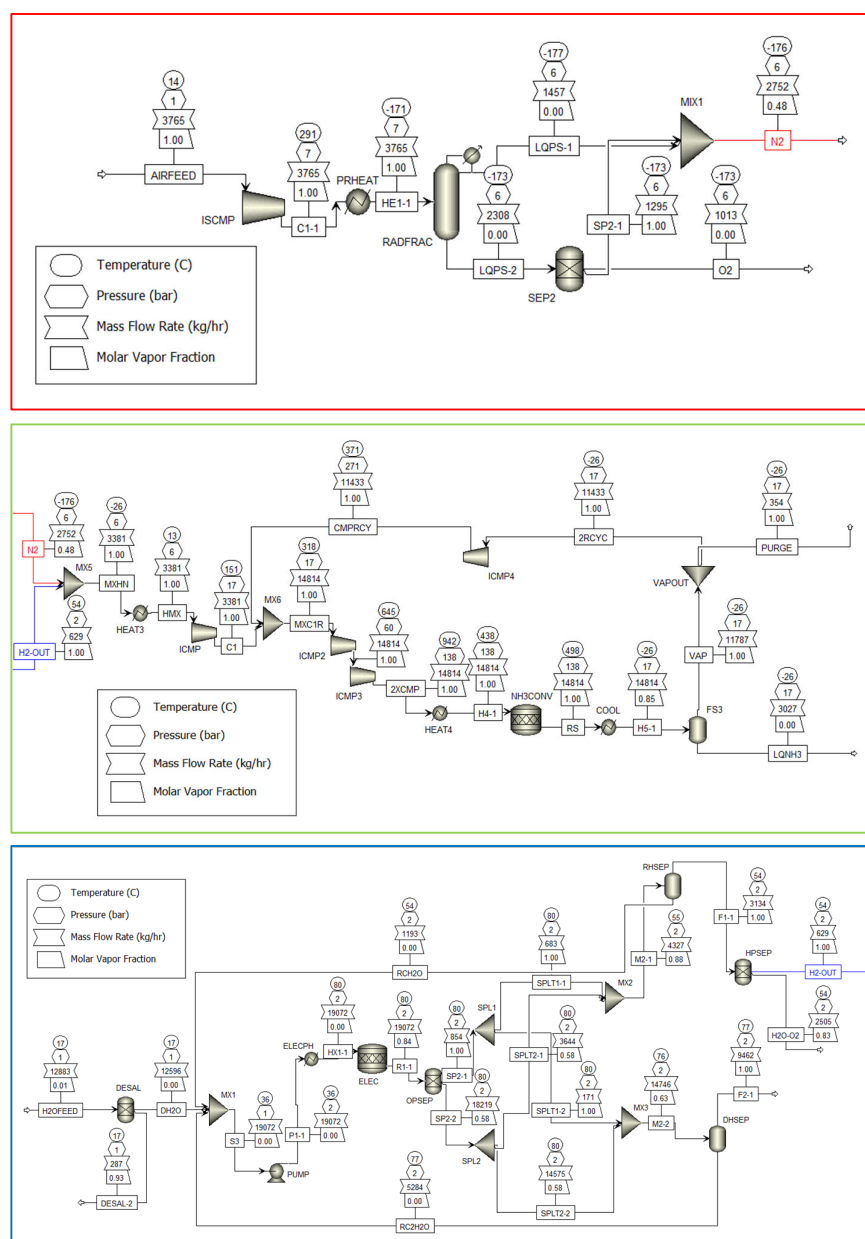 14
1
3765
1.00
AIRFEED
ISCMP
291
7
3765
1.00
C1-1
PRHEAT
-171
7
3765
1.00
HE1-1
RADFRAC
-177
6
1457
0.00
LQPS-1
-173
6
2308
0.00
LQPS-2
SEP2
-173
6
1295
1.00
SP2-1
MIX1
-176
6
2752
0.48
N2
-173
6
1013
0.00
O2
Temperature (C)
Pressure (bar)
Mass Flow Rate (kg/hr)
Molar Vapor Fraction
-176
6
2752
0.48
N2
54
2
629
1.00
H2-OUT
MX5
-26
6
3381
1.00
MXHN
HEAT3
13
6
3381
1.00
HMX
ICMP
151
17
3381
1.00
C1
MX6
371
271
11433
1.00
CMPRCY
318
17
14814
1.00
MXC1R
ICMP2
645
60
14814
1.00
ICMP3
942
138
14814
1.00
2XCMP
HEAT4
438
138
14814
1.00
H4-1
NH3CONV
498
138
14814
1.00
RS
COOL
-26
17
14814
0.85
H5-1
FS3
-26
17
11433
1.00
2RCYC
ICMP4
VAPOUT
-26
17
354
1.00
PURGE
-26
17
11787
1.00
VAP
-26
17
3027
0.00
LQNH3
Temperature (C)
Pressure (bar)
Mass Flow Rate (kg/hr)
Molar Vapor Fraction
Temperature (C)
Pressure (bar)
Mass Flow Rate (kg/hr)
Molar Vapor Fraction
17
1
12883
0.01
H2OFEED
DESAL
17
1
287
0.93
DESAL-2
17
1
12596
0.00
DH2O
MX1
36
1
19072
0.00
S3
PUMP
36
2
19072
0.00
P1-1
ELECPH
80
2
19072
0.00
HX1-1
ELEC
80
2
19072
0.84
R1-1
OPSEP
54
2
1193
0.00
RCH2O
80
2
854
1.00
SP2-1
SPL1
80
2
18219
0.58
SP2-2
SPL2
80
2
683
1.00
SPLT1-1
80
2
3644
0.58
SPLT2-1
80
2
171
1.00
SPLT1-2
80
2
14575
0.58
SPLT2-2
MX2
55
2
4327
0.88
M2-1
RHSEP
54
2
3134
1.00
F1-1
HPSEP
54
2
629
1.00
H2-OUT
54
2
2505
0.83
H2O-O2
MX3
76
2
14746
0.63
M2-2
DHSEP
77
2
9462
1.00
F2-1
77
2
5284
0.00
RC2H2O